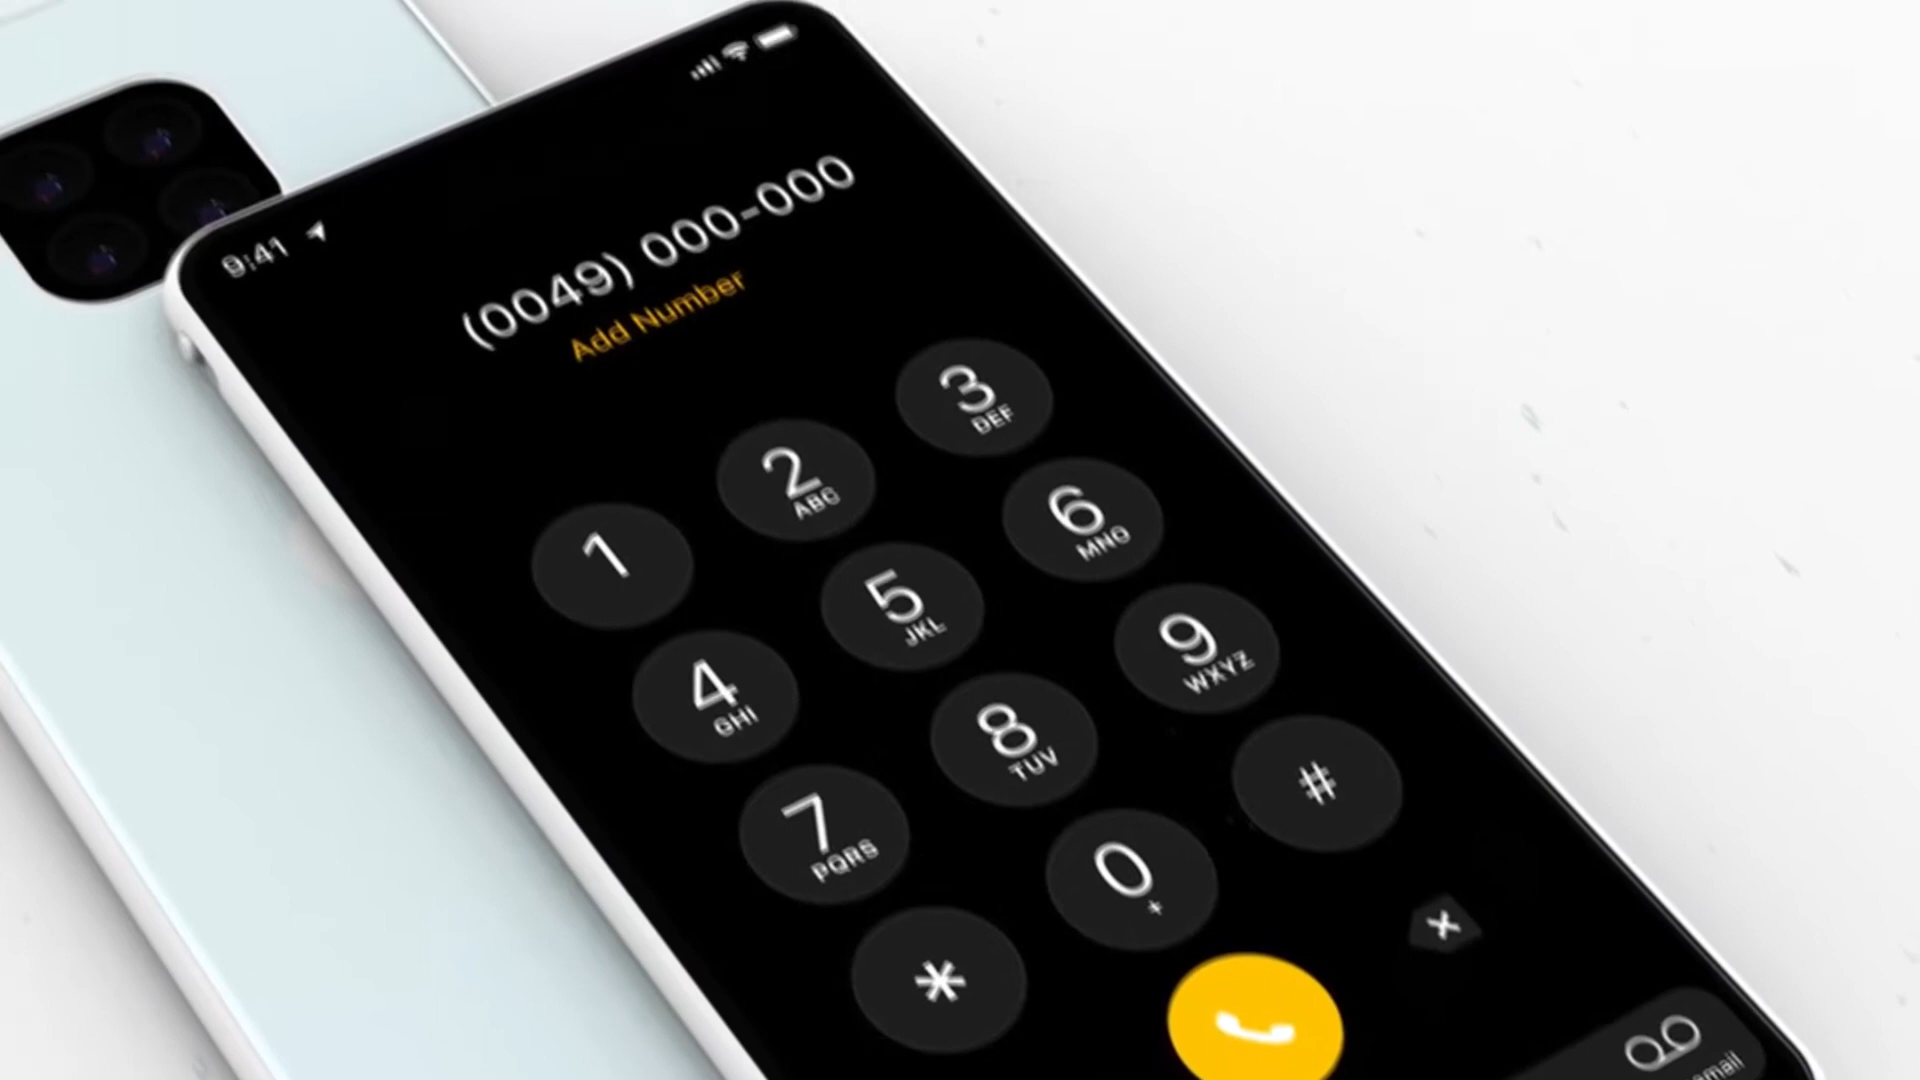 9:41
(0049) 000-000
Add Number
1
2
ABC
3
DEF
4
GHI
5
JKL
6
MNO
7
PQRS
8
TUV
9
WXYZ
*
0
+
#